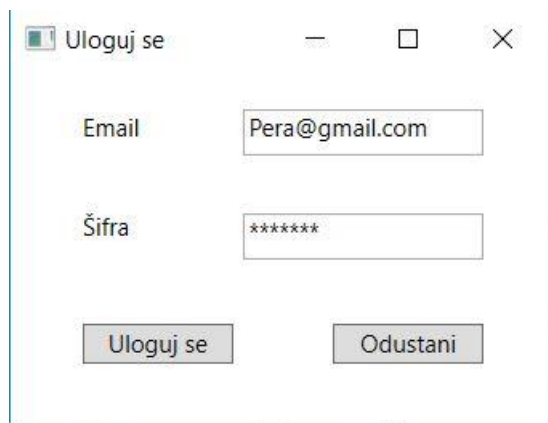 Uloguj se
Email Pera@gmail.com
Šifra *******
Uloguj se Odustani